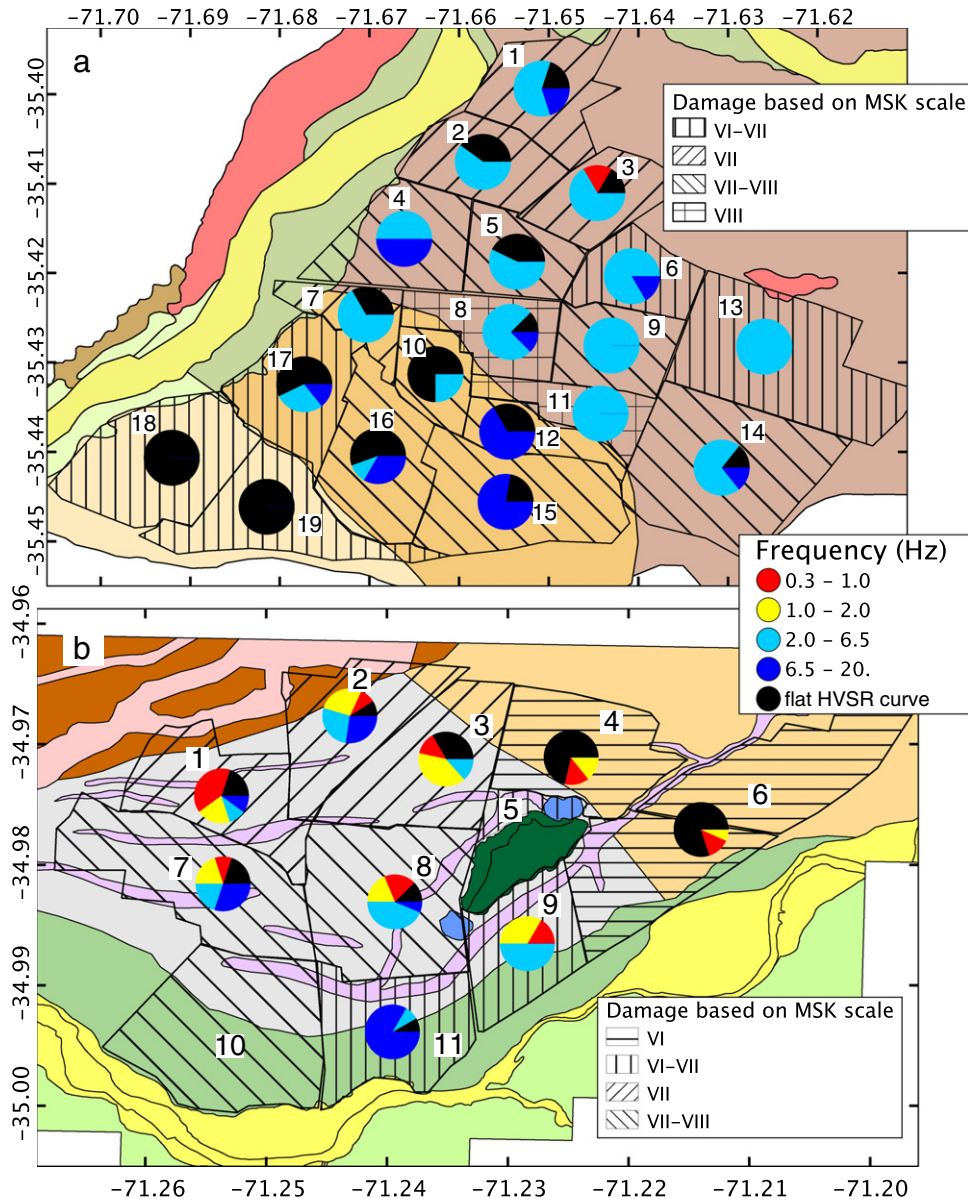 −71.70 −71.69 −71.68 −71.67 −71.66 −71.65 −71.64 −71.63 −71.62
a
−35.40
−35.41
−35.42
−35.43
−35.44
−35.45
1
2
3
4
5
6
7
8
9
10
11
12
13
14
15
16
17
18
19
Damage based on MSK scale
VI−VII
VII
VII−VIII
VIII
Frequency (Hz)
0.3 − 1.0
1.0 − 2.0
2.0 − 6.5
6.5 − 20.
flat HVSR curve
b
−34.96
−34.97
−34.98
−34.99
−35.00
1
2
3
4
5
6
7
8
9
10
11
Damage based on MSK scale
VI
VI−VII
VII
VII−VIII
−71.26 −71.25 −71.24 −71.23 −71.22 −71.21 −71.20